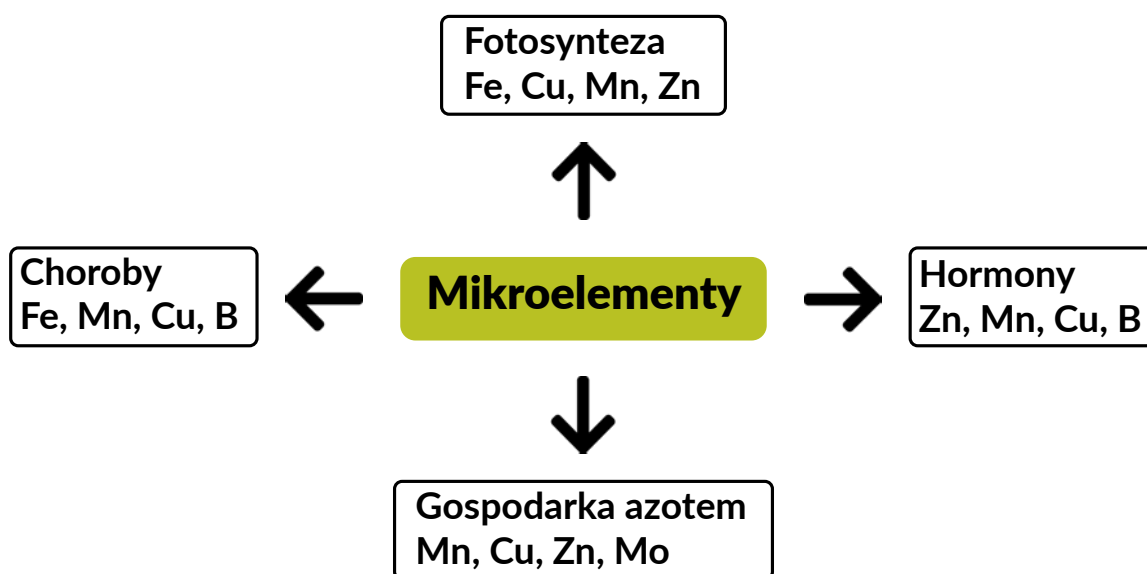 Fotosynteza
Fe, Cu, Mn, Zn
Choroby
Fe, Mn, Cu, B
Mikroelementy
Hormony
Zn, Mn, Cu, B
Gospodarka azotem
Mn, Cu, Zn, Mo